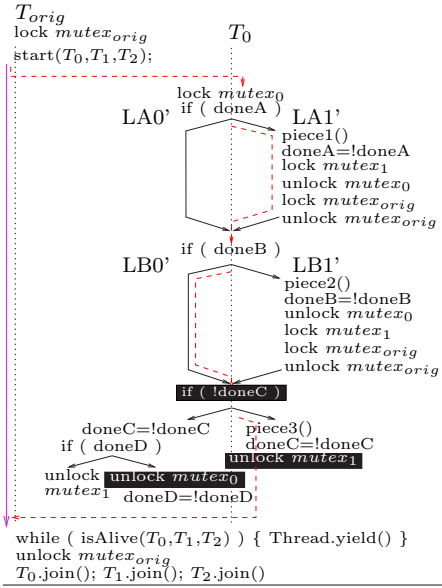 T_orig
lock mutex_orig
T_0
start(T_0,T_1,T_2);
lock mutex_0
if ( doneA )
LA0' LA1'
piece1()
doneA=!doneA
lock mutex_1
unlock mutex_0
lock mutex_orig
unlock mutex_orig
if ( doneB )
LB0' LB1'
piece2()
doneB=!doneB
unlock mutex_0
lock mutex_1
lock mutex_orig
unlock mutex_orig
if ( !doneC )
doneC=!doneC piece3()
if ( doneD ) doneC=!doneC
unlock mutex_1
unlock mutex_1
unlock mutex_0
doneD=!doneD
while ( isAlive(T_0,T_1,T_2) ) { Thread.yield() }
unlock mutex_orig
T_0.join(); T_1.join(); T_2.join()